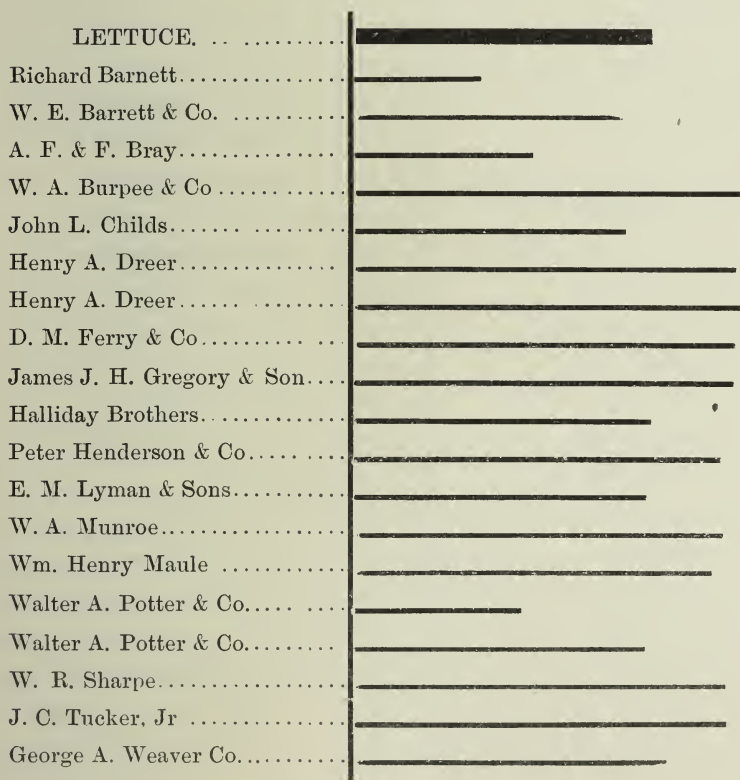 LETTUCE. .. ...........
Richard Barnett.................
W. E. Barrett & Co. .............
A. F. & F. Bray.................
W. A. Burpee & Co .............
John L. Childs....... ...........
Henry A. Dreer................
Henry A. Dreer...... ..........
D. M. Ferry & Co.......... ...
James J. H. Gregory & Son....
Halliday Brothers...............
Peter Henderson & Co..... ....
E. M. Lyman & Sons............
W. A. Munroe...................
Wm. Henry Maule .............
Walter A. Potter & Co..... ....
Walter A. Potter & Co..........
W. R. Sharpe...................
J. C. Tucker, Jr ................
George A. Weaver Co...........